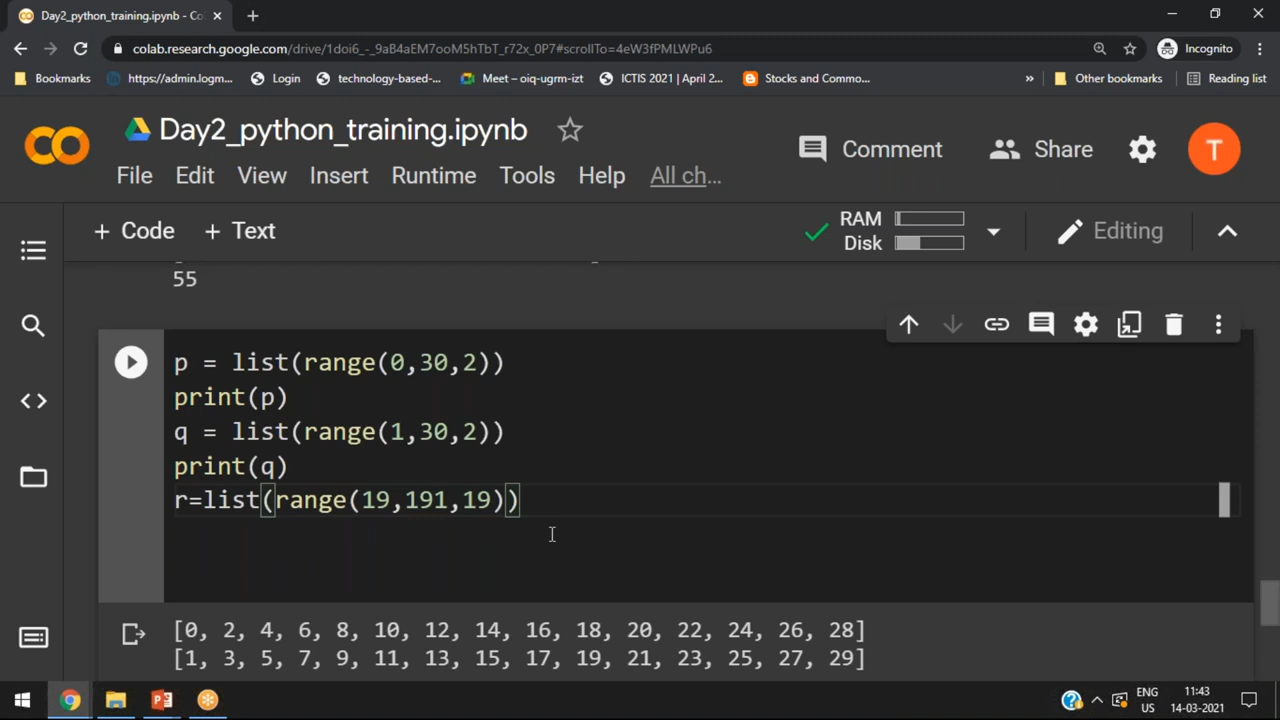 Day2_python_training.ipynb - Co
colab.research.google.com/drive/1doi6_-_9aB4aEM7ooM5hTbT_r72x_0P7#scrollTo=4eW3fPMLWPu6
Incognito
Bookmarks
https://admin.logm...
Login
technology-based-...
Meet – oiq-ugrm-izt
ICTIS 2021 | April 2...
Stocks and Commo...
»
Other bookmarks
Reading list
Day2_python_training.ipynb
Comment
Share
T
File Edit View Insert Runtime Tools Help All ch...
+ Code + Text
RAM
Disk
Editing
55
p = list(range(0,30,2))
print(p)
q = list(range(1,30,2))
print(q)
r=list(range(19,191,19))
[0, 2, 4, 6, 8, 10, 12, 14, 16, 18, 20, 22, 24, 26, 28]
[1, 3, 5, 7, 9, 11, 13, 15, 17, 19, 21, 23, 25, 27, 29]
ENG
US
11:43
14-03-2021